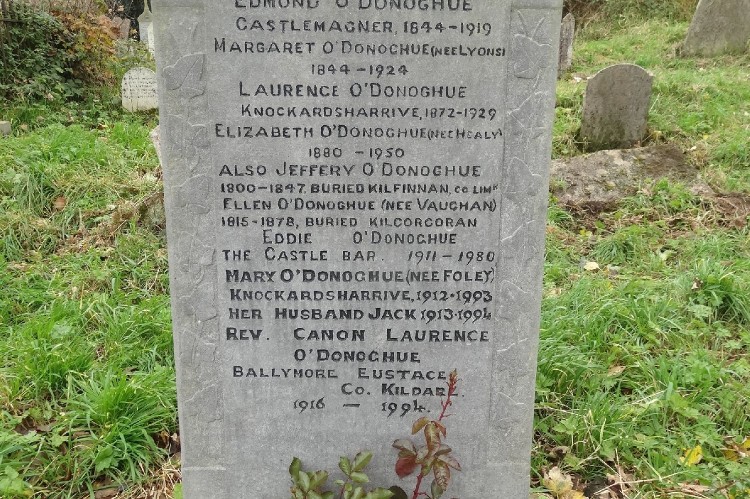 EDMOND O'DONOGHUE
CASTLEMAGNER, 1844-1919
MARGARET O'DONOGHUE (NEE LYONS)
1844-1924
LAURENCE O'DONOGHUE
KNOCKARDSHARRIVE, 1872-1929
ELIZABETH O'DONOGHUE (NEE HEALY)
1880 - 1950
ALSO JEFFERY O'DONOGHUE
1800-1847. BURIED KILFINNAN, CO LIMK
ELLEN O'DONOGHUE (NEE VAUGHAN)
1815-1878, BURIED KILCORCORAN
EDDIE O'DONOGHUE
THE CASTLE BAR. 1911-1980
MARY O'DONOGHUE (NEE FOLEY)
KNOCKARDSHARRIVE, 1912-1993
HER HUSBAND JACK 1913-1994
REV. CANON LAURENCE
O'DONOGHUE
BALLYMORE EUSTACE
CO. KILDARE.
1916 - 1994.